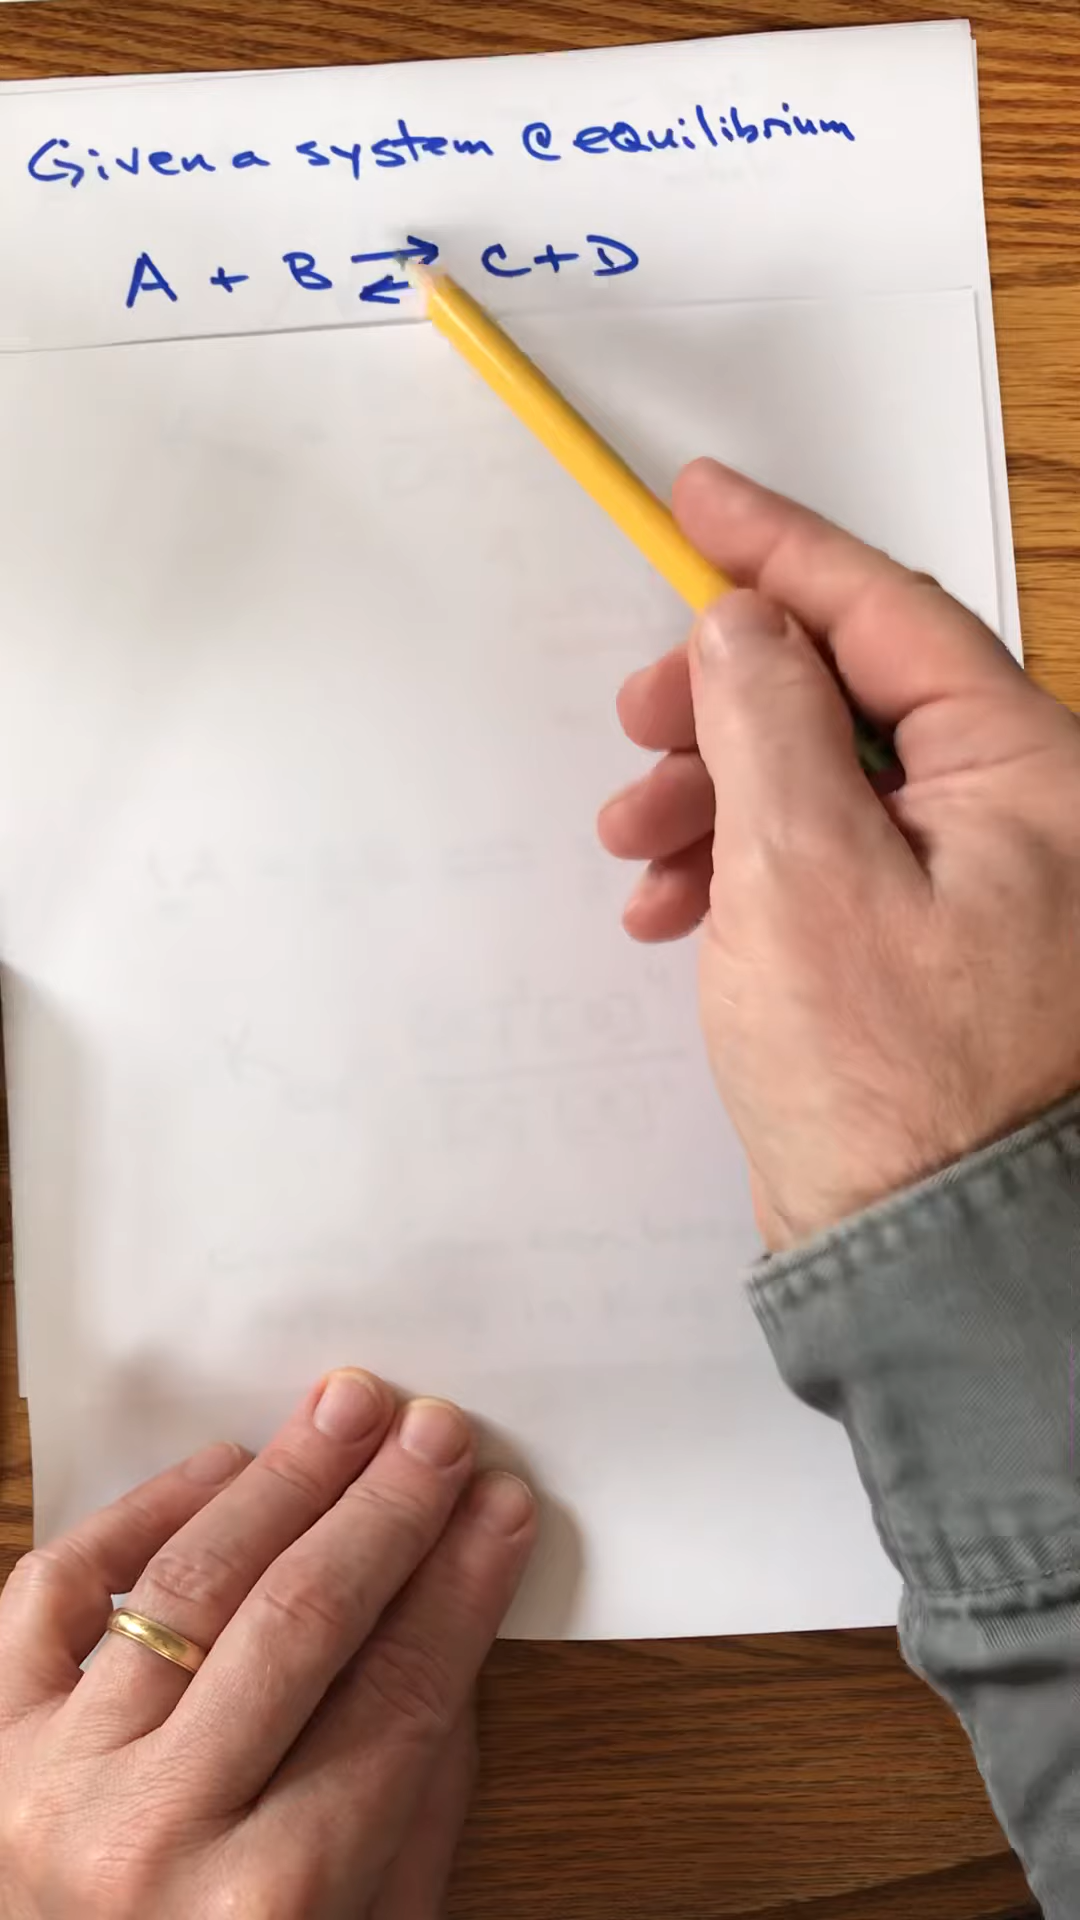 Given a system @ equilibrium
A + B ⇄ C + D